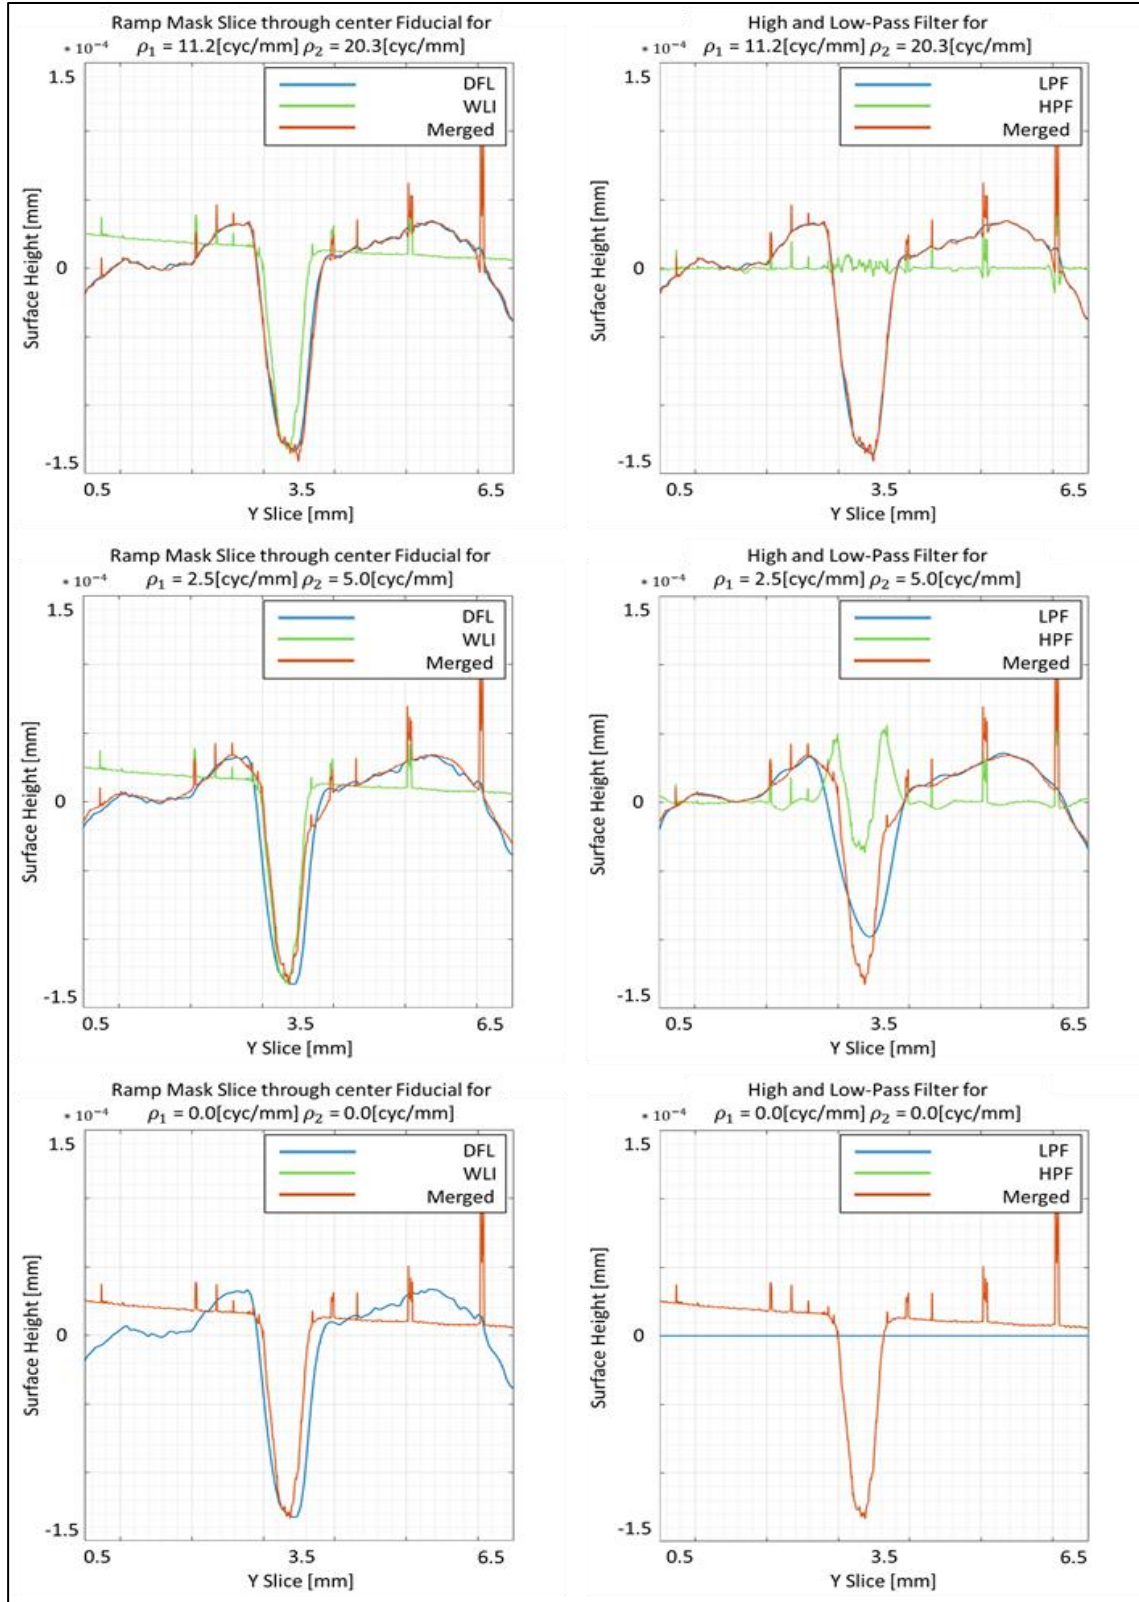 Ramp Mask Slice through center Fiducial for
ρ₁ = 11.2[cyc/mm] ρ₂ = 20.3[cyc/mm]
* 10⁻⁴
1.5
DFL
WLI
Merged
Surface Height [mm]
0
-1.5
0.5 3.5 6.5
Y Slice [mm]
High and Low-Pass Filter for
ρ₁ = 11.2[cyc/mm] ρ₂ = 20.3[cyc/mm]
* 10⁻⁴
1.5
LPF
HPF
Merged
Surface Height [mm]
0
-1.5
0.5 3.5 6.5
Y Slice [mm]
Ramp Mask Slice through center Fiducial for
ρ₁ = 2.5[cyc/mm] ρ₂ = 5.0[cyc/mm]
* 10⁻⁴
1.5
DFL
WLI
Merged
Surface Height [mm]
0
-1.5
0.5 3.5 6.5
Y Slice [mm]
High and Low-Pass Filter for
ρ₁ = 2.5[cyc/mm] ρ₂ = 5.0[cyc/mm]
* 10⁻⁴
1.5
LPF
HPF
Merged
Surface Height [mm]
0
-1.5
0.5 3.5 6.5
Y Slice [mm]
Ramp Mask Slice through center Fiducial for
ρ₁ = 0.0[cyc/mm] ρ₂ = 0.0[cyc/mm]
* 10⁻⁴
1.5
DFL
WLI
Merged
Surface Height [mm]
0
-1.5
0.5 3.5 6.5
Y Slice [mm]
High and Low-Pass Filter for
ρ₁ = 0.0[cyc/mm] ρ₂ = 0.0[cyc/mm]
* 10⁻⁴
1.5
LPF
HPF
Merged
Surface Height [mm]
0
-1.5
0.5 3.5 6.5
Y Slice [mm]